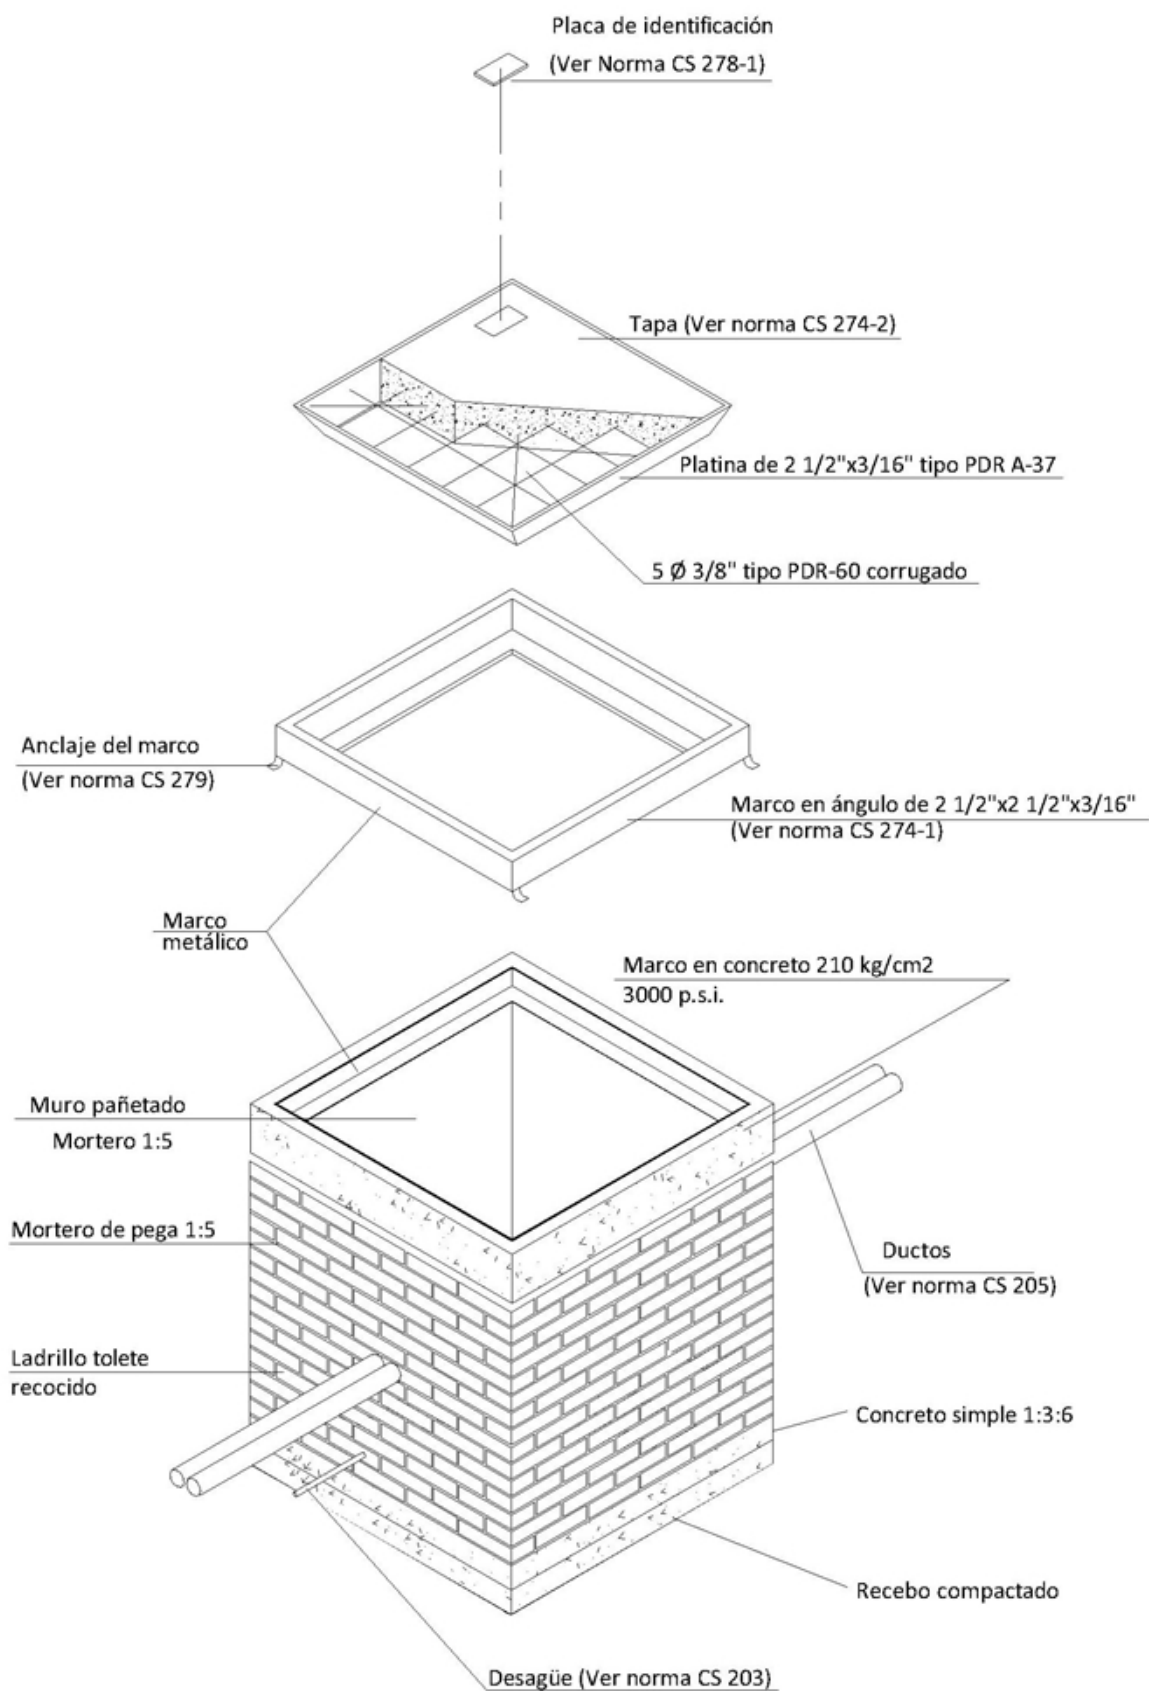 Placa de identificación
(Ver Norma CS 278-1)
Tapa (Ver norma CS 274-2)
Platina de 2 1/2"x3/16" tipo PDR A-37
5 Ø 3/8" tipo PDR-60 corrugado
Anclaje del marco
(Ver norma CS 279)
Marco en ángulo de 2 1/2"x2 1/2"x3/16"
(Ver norma CS 274-1)
Marco
metálico
Marco en concreto 210 kg/cm2
3000 p.s.i.
Muro pañetado
Mortero 1:5
Mortero de pega 1:5
Ductos
(Ver norma CS 205)
Ladrillo tolete
recocido
Concreto simple 1:3:6
Recebo compactado
Desagüe (Ver norma CS 203)